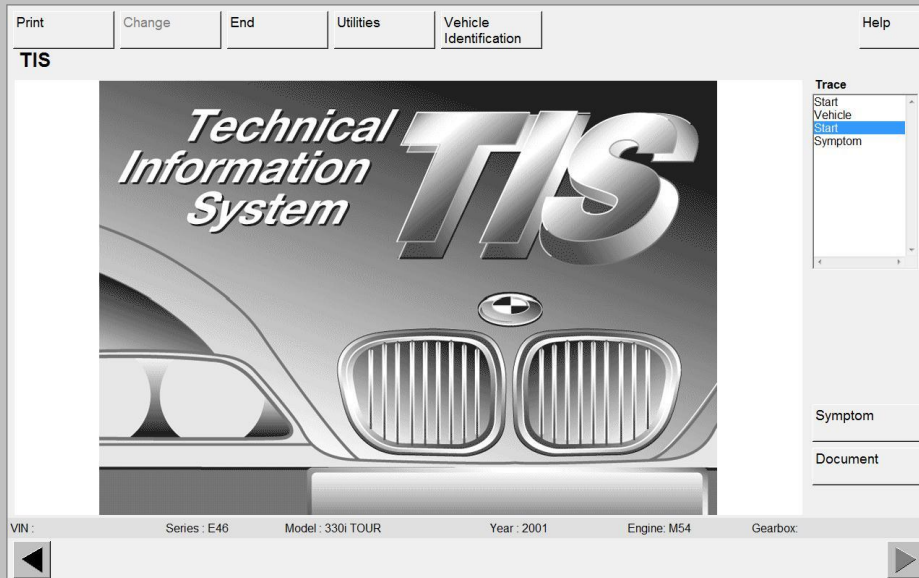 Print
Change
End
Utilities
Vehicle
Identification
Help
TIS
Technical
Information
System
TIS
Trace
Start
Vehicle
Start
Symptom
Symptom
Document
VIN :
Series : E46
Model : 330i TOUR
Year : 2001
Engine: M54
Gearbox: